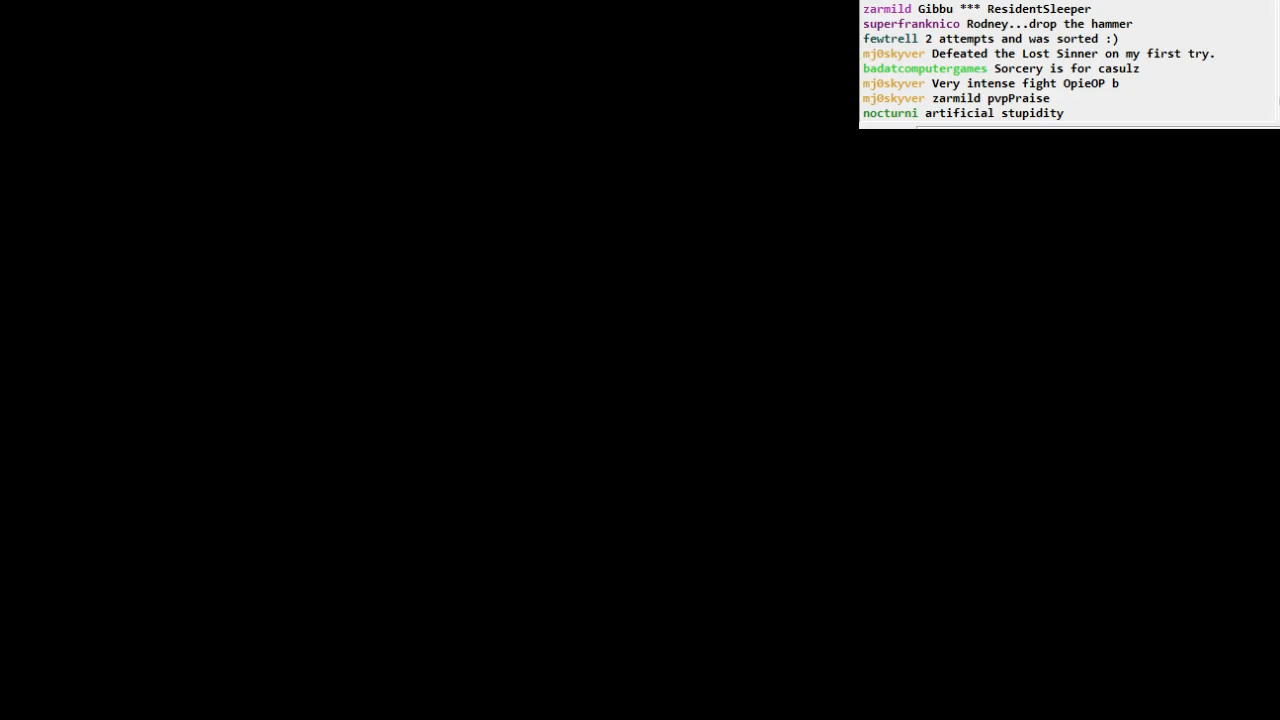 zarmild Gibbu *** ResidentSleeper
superfranknico Rodney...drop the hammer
fewtrell 2 attempts and was sorted :)
mj0skyver Defeated the Lost Sinner on my first try.
badatcomputergames Sorcery is for casulz
mj0skyver Very intense fight OpieOP b
mj0skyver zarmild pvpPraise
nocturni artificial stupidity